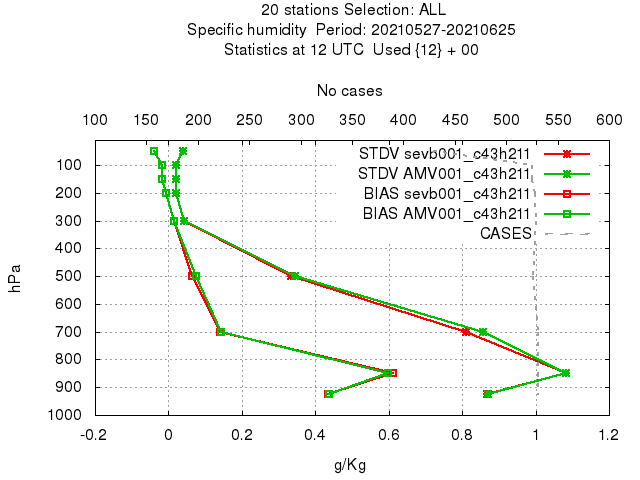 20 stations Selection: ALL
Specific humidity  Period: 20210527-20210625
Statistics at 12 UTC  Used {12} + 00
No cases
100 150 200 250 300 350 400 450 500 550 600
STDV sevb001_c43h211
STDV AMV001_c43h211
BIAS sevb001_c43h211
BIAS AMV001_c43h211
CASES
hPa
100
200
300
400
500
600
700
800
900
1000
-0.2 0 0.2 0.4 0.6 0.8 1 1.2
g/Kg